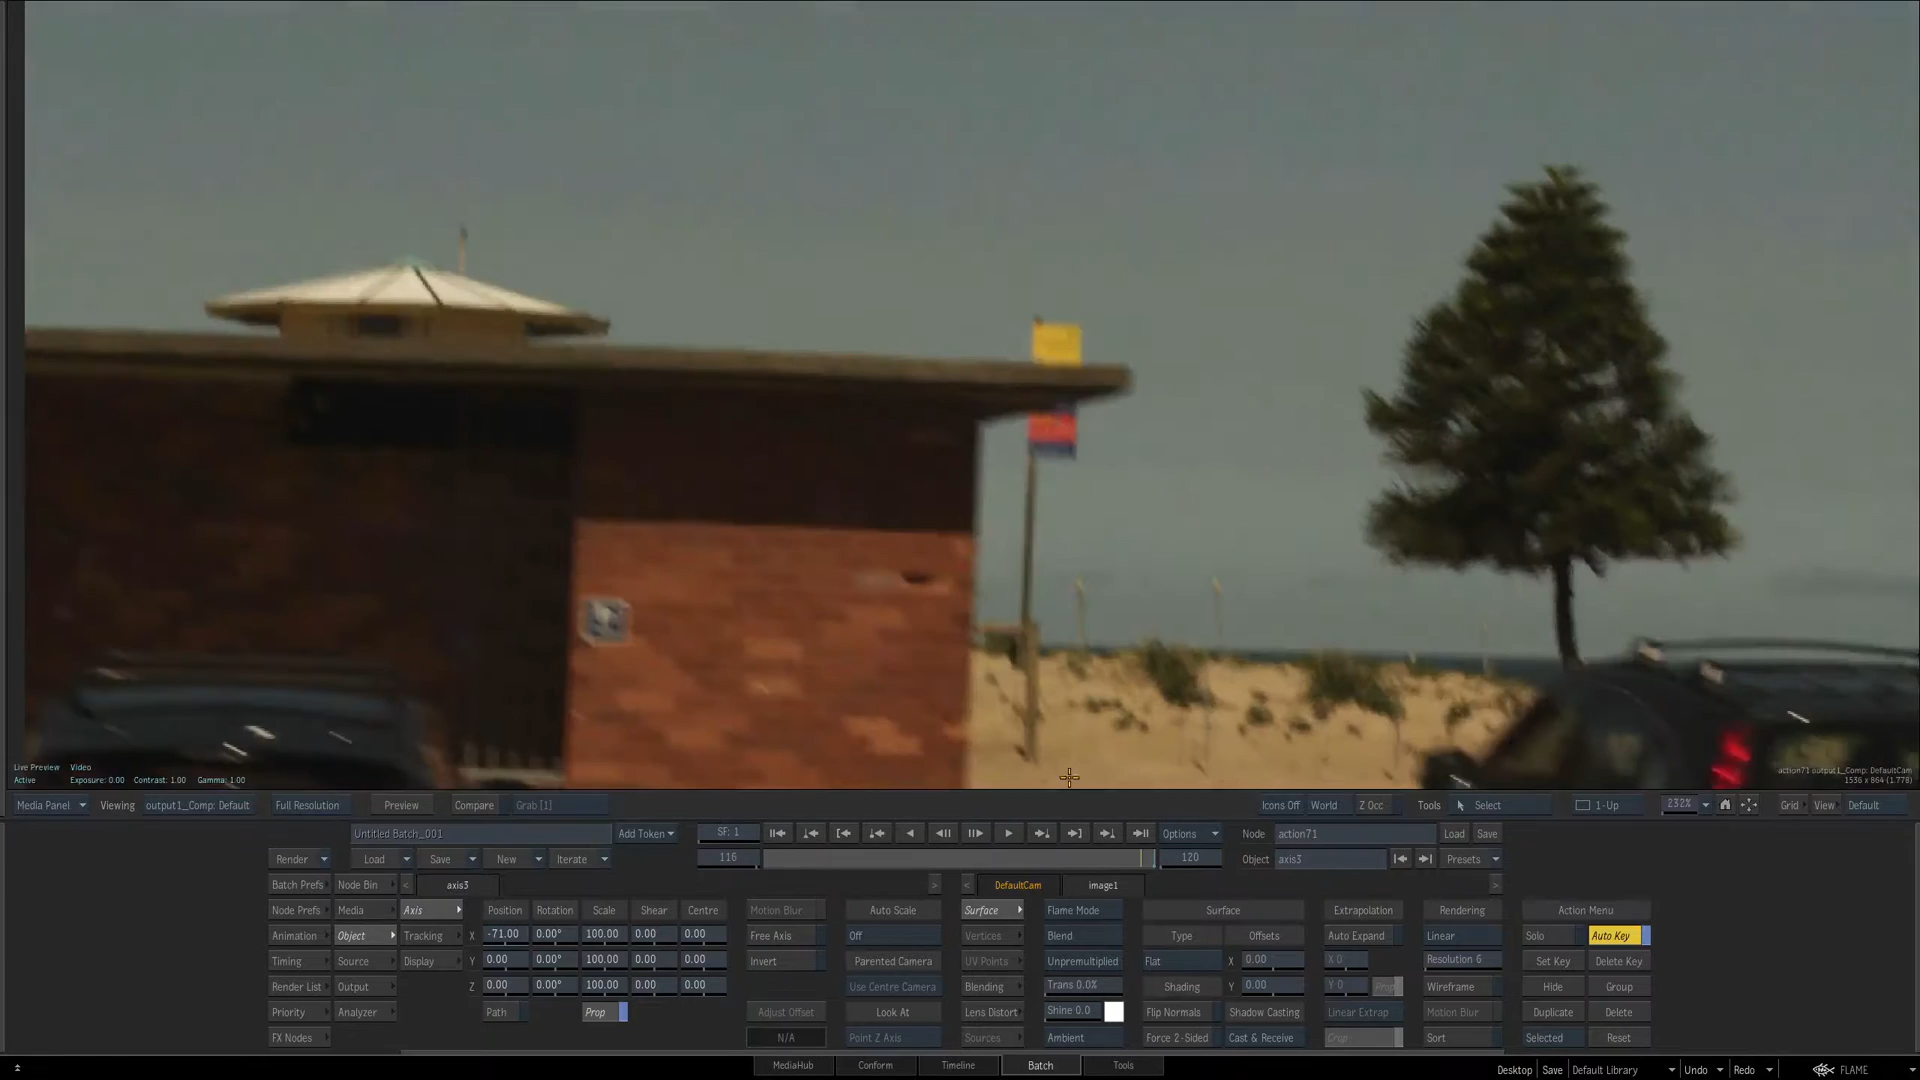 Live Preview Video
Active Exposure: 0.00 Contrast: 1.00 Gamma: 1.00
action71 output1_Comp: DefaultCam
1536 x 864 (1.778)
Media Panel Viewing output1_Comp: Default Full Resolution Preview Compare Grab [1] Icons Off World Z Occ Tools Select 1-Up 232% Grid View Default
Untitled Batch_001 Add Token SF: 1 Options Node action71 Load Save
Render Load Save New Iterate 116 120 Object axis3 Presets
Batch Prefs Node Bin < axis3 > < DefaultCam image1 >
Node Prefs Media Axis Position Rotation Scale Shear Centre Motion Blur Auto Scale Surface Flame Mode Surface Extrapolation Rendering Action Menu
Animation Object Tracking X -71.00 0.00° 100.00 0.00 0.00 Free Axis Off Vertices Blend Type Offsets Auto Expand Linear Solo Auto Key
Timing Source Display Y 0.00 0.00° 100.00 0.00 0.00 Invert Parented Camera UV Points Unpremultiplied Flat X 0.00 X 0 Resolution 6 Set Key Delete Key
Render List Output Z 0.00 0.00° 100.00 0.00 0.00 Use Centre Camera Blending Trans 0.0% Shading Y 0.00 Y 0 Prop Wireframe Hide Group
Priority Analyzer Path Prop Adjust Offset Look At Lens Distort Shine 0.0 Flip Normals Shadow Casting Linear Extrap Motion Blur Duplicate Delete
FX Nodes N/A Point Z Axis Sources Ambient Force 2-Sided Cast & Receive Crop Sort Selected Reset
MediaHub Conform Timeline Batch Tools
Desktop Save Default Library Undo Redo FLAME